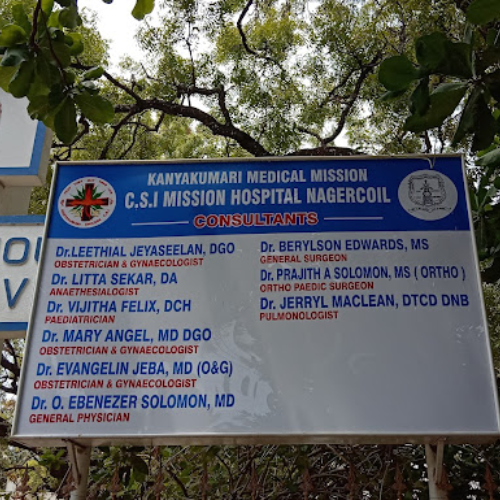 KANYAKUMARI MEDICAL MISSION
C.S.I MISSION HOSPITAL NAGERCOIL
CONSULTANTS
Dr.LEETHIAL JEYASEELAN, DGO
OBSTETRICIAN & GYNAECOLOGIST
Dr. LITTA SEKAR, DA
ANAETHESIALOGIST
Dr. VIJITHA FELIX, DCH
PAEDIATRICIAN
Dr. MARY ANGEL, MD DGO
OBSTETRICIAN & GYNAECOLOGIST
Dr. EVANGELIN JEBA, MD (O&G)
OBSTETRICIAN & GYNAECOLOGIST
Dr. O. EBENEZER SOLOMON, MD
GENERAL PHYSICIAN
Dr. BERYLSON EDWARDS, MS
GENERAL SURGEON
Dr. PRAJITH A SOLOMON, MS ( ORTHO )
ORTHO PAEDIC SURGEON
Dr. JERRYL MACLEAN, DTCD DNB
PULMONOLOGIST